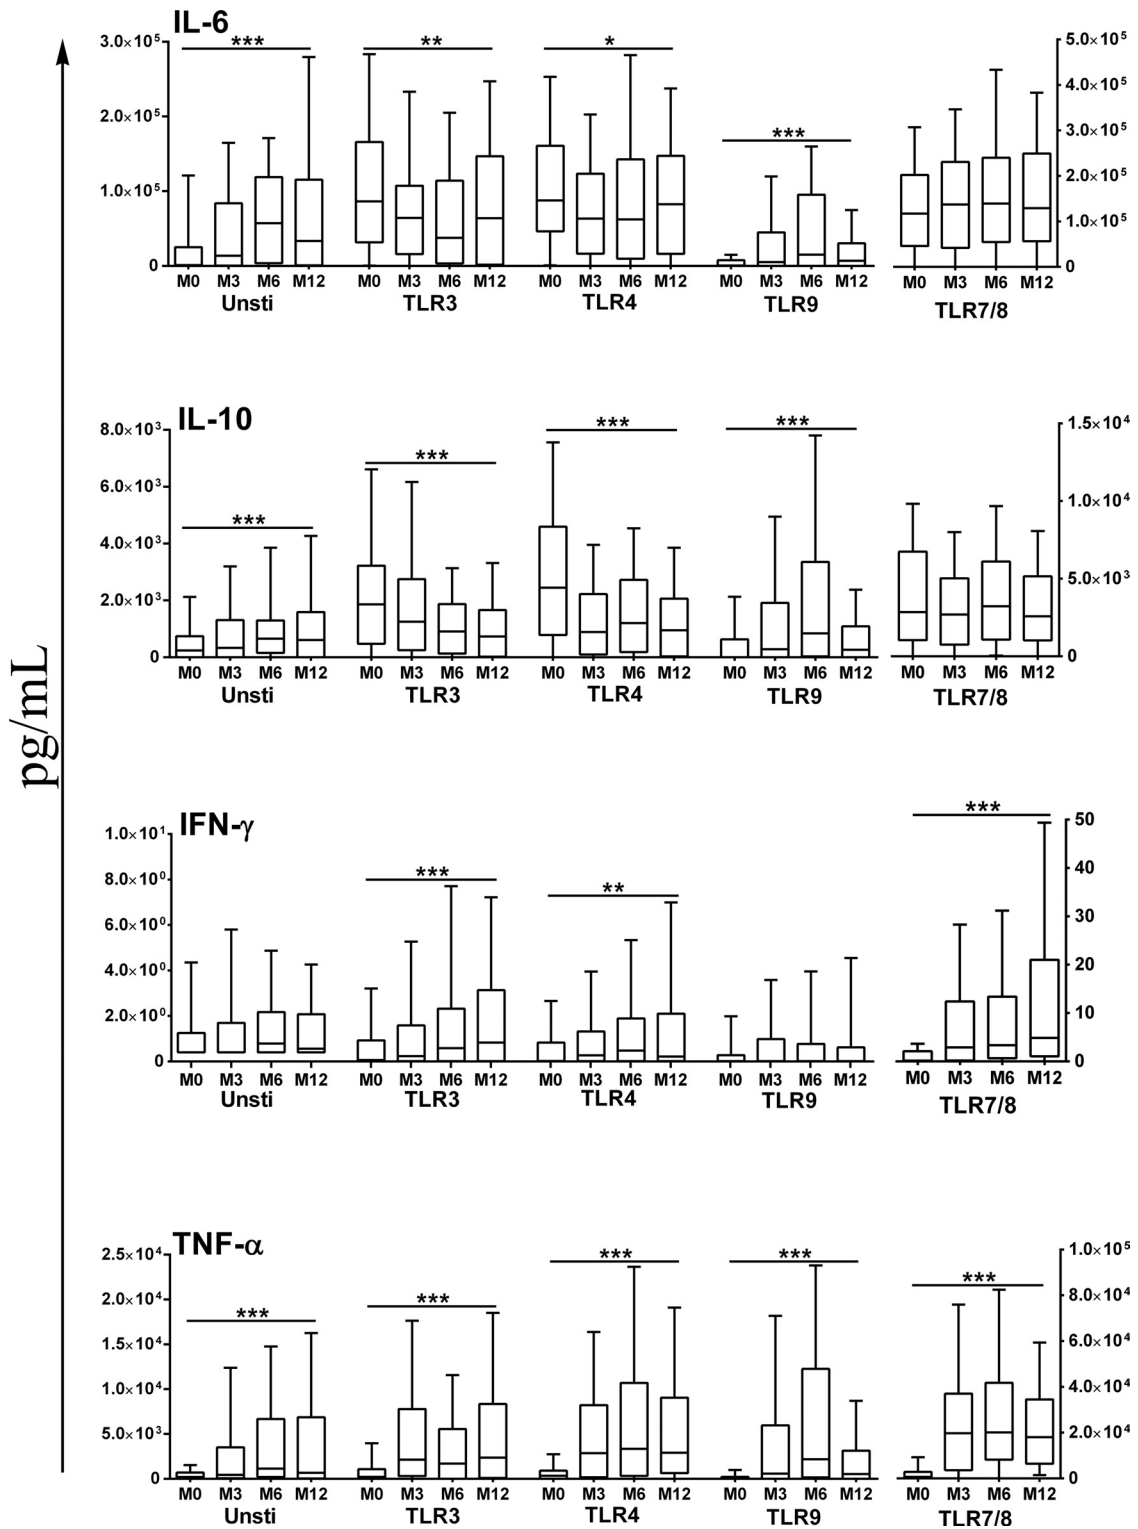 pg/mL
IL-6
*** ** * ***
3.0×10⁵
2.0×10⁵
1.0×10⁵
0
5.0×10⁵
4.0×10⁵
3.0×10⁵
2.0×10⁵
1.0×10⁵
0
M0 M3 M6 M12 M0 M3 M6 M12 M0 M3 M6 M12 M0 M3 M6 M12 M0 M3 M6 M12
Unsti TLR3 TLR4 TLR9 TLR7/8
IL-10
*** *** *** ***
8.0×10³
6.0×10³
4.0×10³
2.0×10³
0
1.5×10⁴
1.0×10⁴
5.0×10³
0
M0 M3 M6 M12 M0 M3 M6 M12 M0 M3 M6 M12 M0 M3 M6 M12 M0 M3 M6 M12
Unsti TLR3 TLR4 TLR9 TLR7/8
IFN-γ
*** ** ***
1.0×10¹
8.0×10⁰
6.0×10⁰
4.0×10⁰
2.0×10⁰
0
50
40
30
20
10
0
M0 M3 M6 M12 M0 M3 M6 M12 M0 M3 M6 M12 M0 M3 M6 M12 M0 M3 M6 M12
Unsti TLR3 TLR4 TLR9 TLR7/8
TNF-α
*** *** *** *** ***
2.5×10⁴
2.0×10⁴
1.5×10⁴
1.0×10⁴
5.0×10³
0
1.0×10⁵
8.0×10⁴
6.0×10⁴
4.0×10⁴
2.0×10⁴
0
M0 M3 M6 M12 M0 M3 M6 M12 M0 M3 M6 M12 M0 M3 M6 M12 M0 M3 M6 M12
Unsti TLR3 TLR4 TLR9 TLR7/8